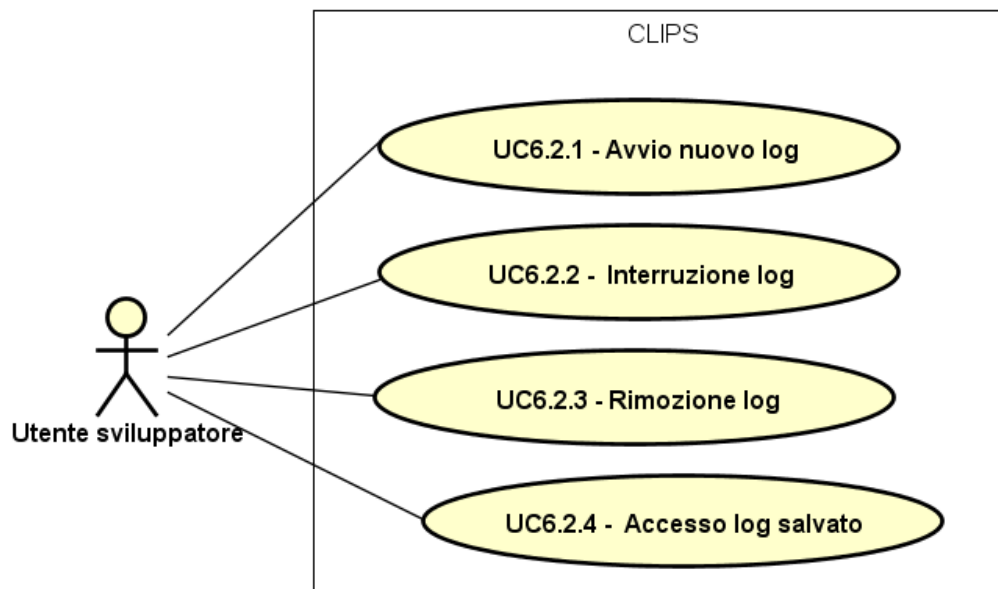 CLIPS
UC6.2.1 - Avvio nuovo log
UC6.2.2 - Interruzione log
UC6.2.3 - Rimozione log
Utente sviluppatore
UC6.2.4 - Accesso log salvato